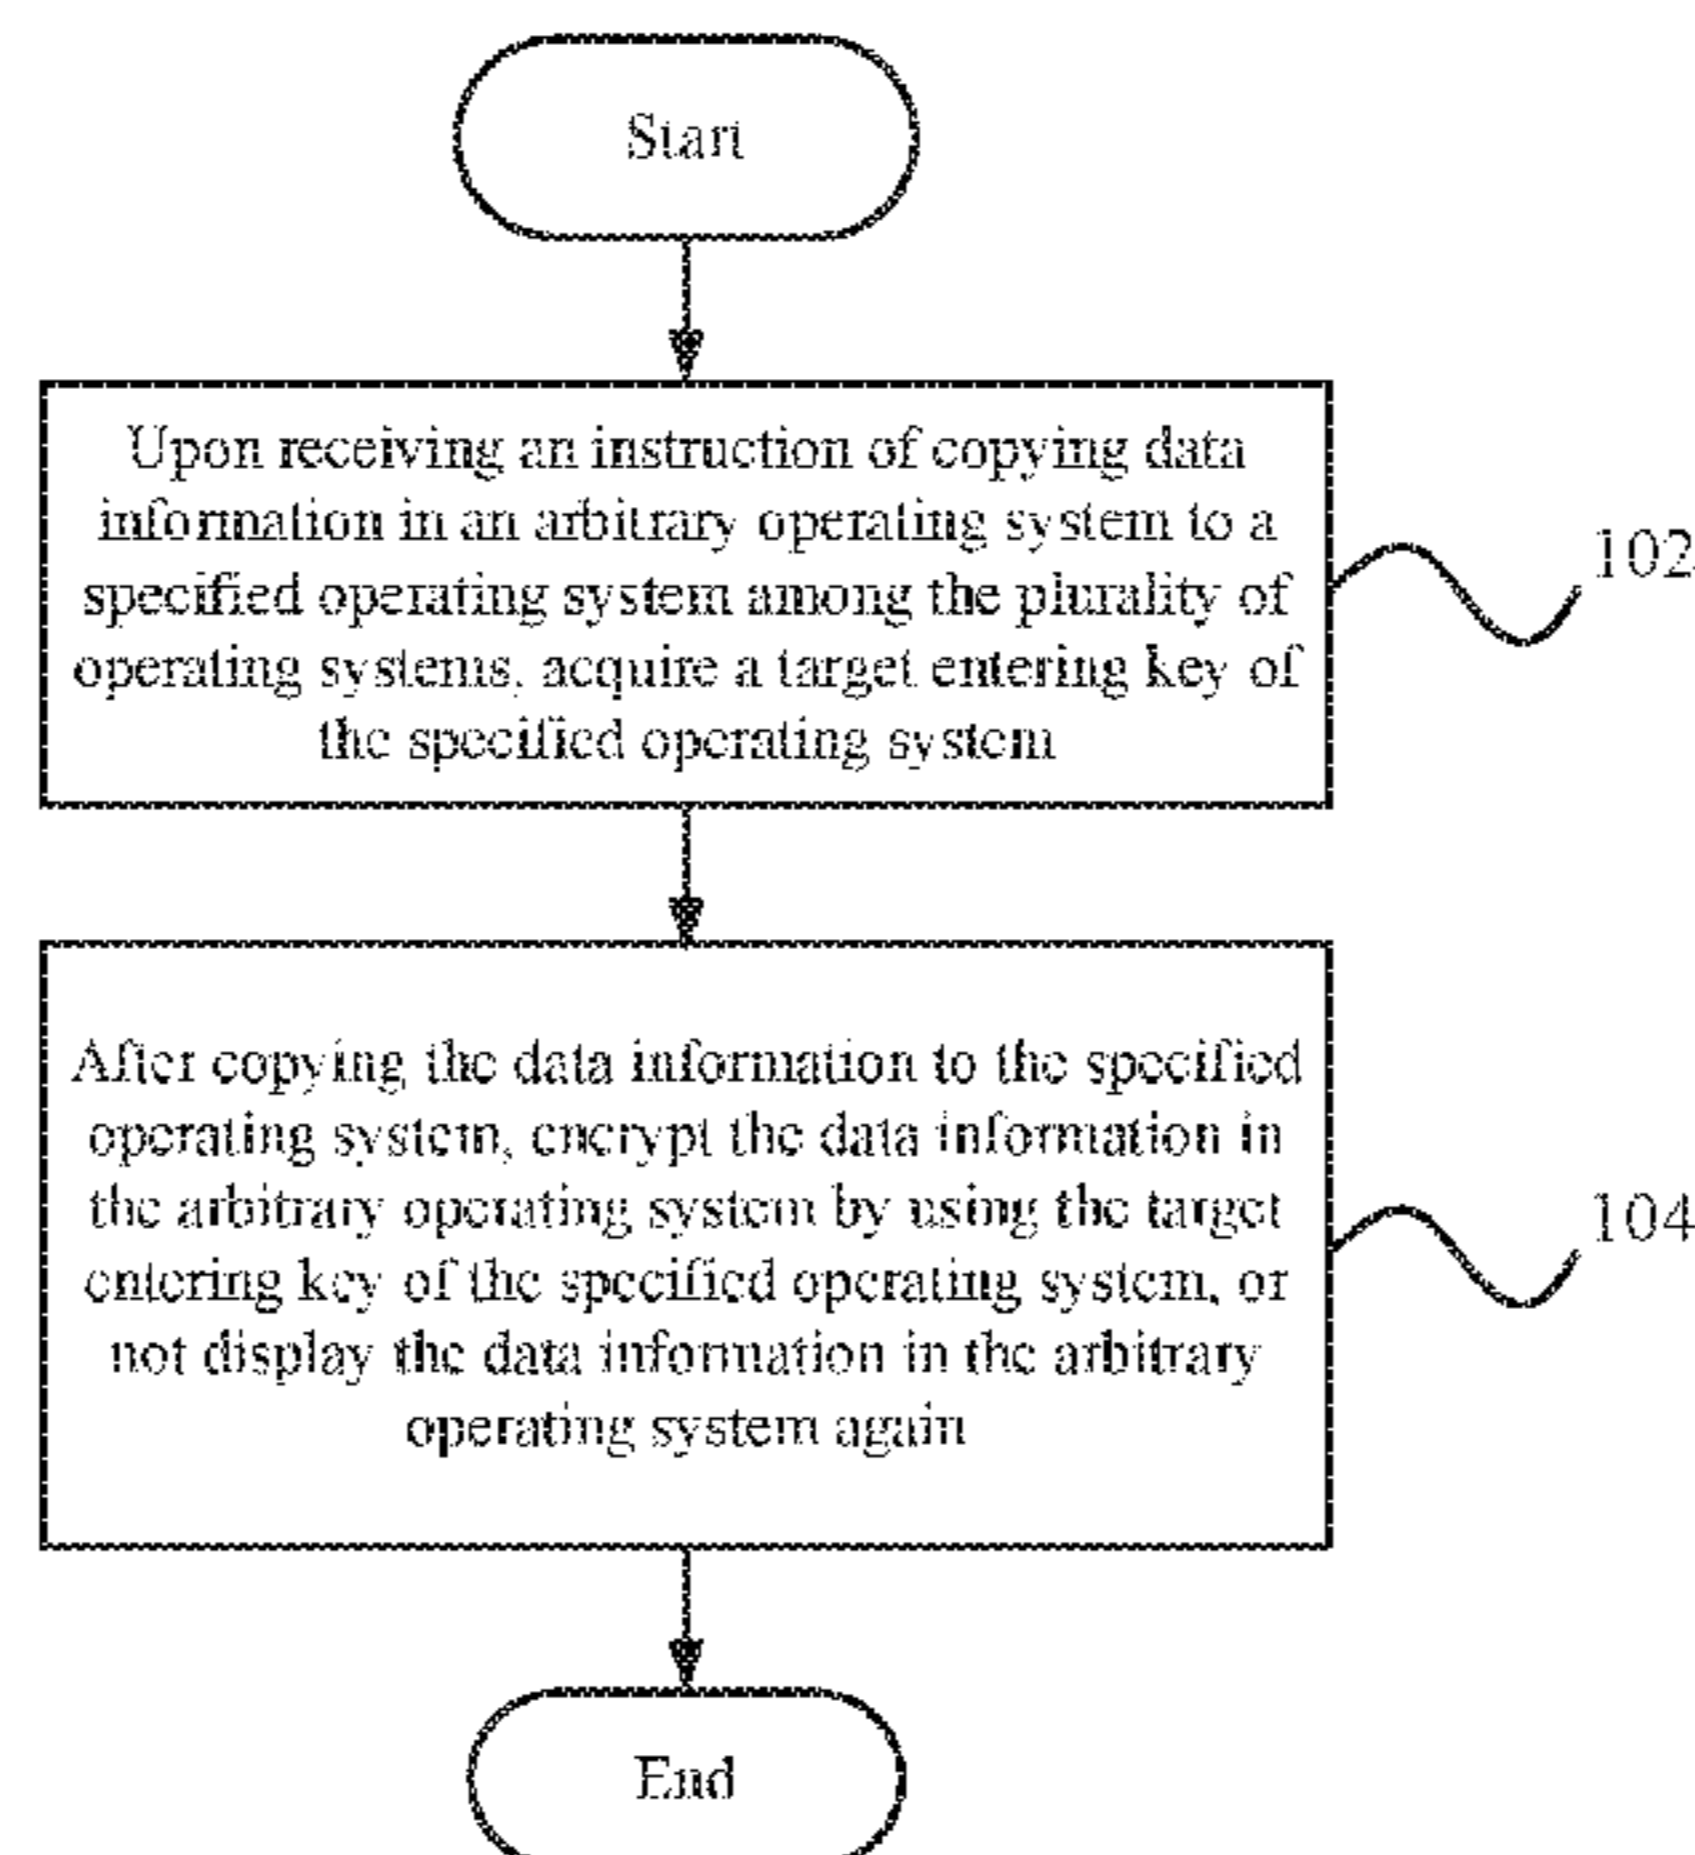 Start
Upon receiving an instruction of copying data
information in an arbitrary operating system to a
specified operating system among the plurality of
operating systems, acquire a target entering key of
the specified operating system
102
After copying the data information to the specified
operating system, encrypt the data information in
the arbitrary operating system by using the target
entering key of the specified operating system, or
not display the data information in the arbitrary
operating system again
104
End